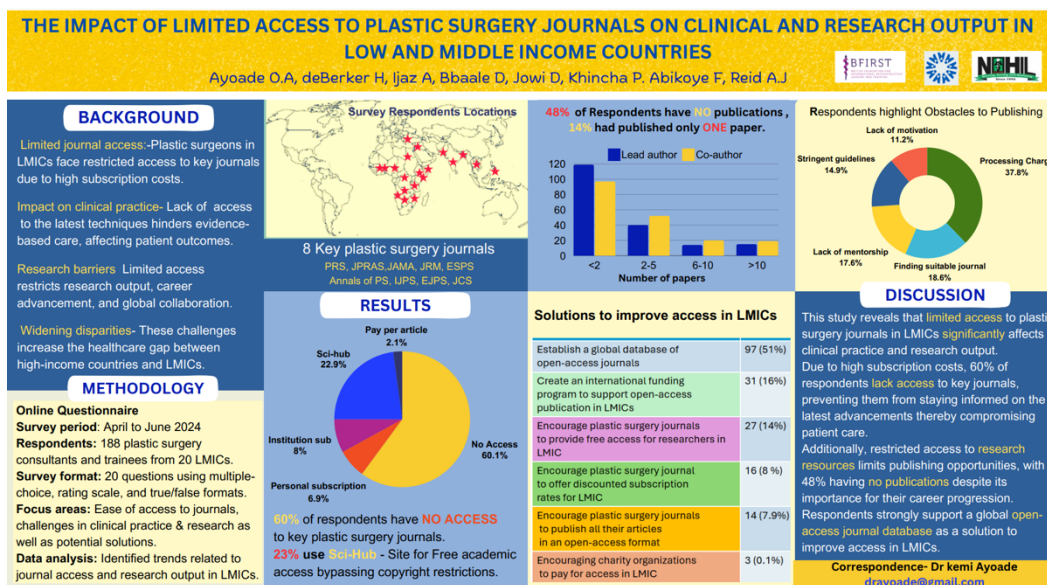 THE IMPACT OF LIMITED ACCESS TO PLASTIC SURGERY JOURNALS ON CLINICAL AND RESEARCH OUTPUT IN
LOW AND MIDDLE INCOME COUNTRIES
Ayoade O.A, deBerker H, Ijaz A, Bbaale D, Jowi D, Khincha P. Abikoye F, Reid A.J
BFIRST
NOHIL
BACKGROUND
Limited journal access:-Plastic surgeons in
LMICs face restricted access to key journals
due to high subscription costs.
Impact on clinical practice- Lack of access
to the latest techniques hinders evidence-
based care, affecting patient outcomes.
Research barriers Limited access
restricts research output, career
advancement, and global collaboration.
Widening disparities- These challenges
increase the healthcare gap between
high-income countries and LMICs.
METHODOLOGY
Online Questionnaire
Survey period: April to June 2024
Respondents: 188 plastic surgery
consultants and trainees from 20 LMICs.
Survey format: 20 questions using multiple-
choice, rating scale, and true/false formats.
Focus areas: Ease of access to journals,
challenges in clinical practice & research as
well as potential solutions.
Data analysis: Identified trends related to
journal access and research output in LMICs.
Survey Respondents Locations
8 Key plastic surgery journals
PRS, JPRAS,JAMA, JRM, ESPS
Annals of PS, IJPS, EJPS, JCS
RESULTS
Pay per article
2.1%
Sci-hub
22.9%
Institution sub
8%
Personal subscription
6.9%
No Access
60.1%
60% of respondents have NO ACCESS
to key plastic surgery journals.
23% use Sci-Hub - Site for Free academic
access bypassing copyright restrictions.
48% of Respondents have NO publications,
14% had published only ONE paper.
Lead author
Co-author
120
100
80
60
40
20
0
<2
2-5
6-10
>10
Number of papers
Solutions to improve access in LMICs
Establish a global database of
open-access journals
97 (51%)
Create an international funding
program to support open-access
publication in LMICs
31 (16%)
Encourage plastic surgery journals
to provide free access for researchers in
LMIC
27 (14%)
Encourage plastic surgery journal
to offer discounted subscription
rates for LMIC
16 (8 %)
Encourage plastic surgery journals
to publish all their articles
in an open-access format
14 (7.9%)
Encouraging charity organizations
to pay for access in LMIC
3 (0.1%)
Respondents highlight Obstacles to Publishing
Lack of motivation
11.2%
Stringent guidelines
14.9%
Processing Charg
37.8%
Lack of mentorship
17.6%
Finding suitable journal
18.6%
DISCUSSION
This study reveals that limited access to plasti
surgery journals in LMICs significantly affects
clinical practice and research output.
Due to high subscription costs, 60% of
respondents lack access to key journals,
preventing them from staying informed on the
latest advancements thereby compromising
patient care.
Additionally, restricted access to research
resources limits publishing opportunities, with
48% having no publications despite its
importance for their career progression.
Respondents strongly support a global open-
access journal database as a solution to
improve access in LMICs.
Correspondence- Dr kemi Ayoade
drayoade@gmail.com